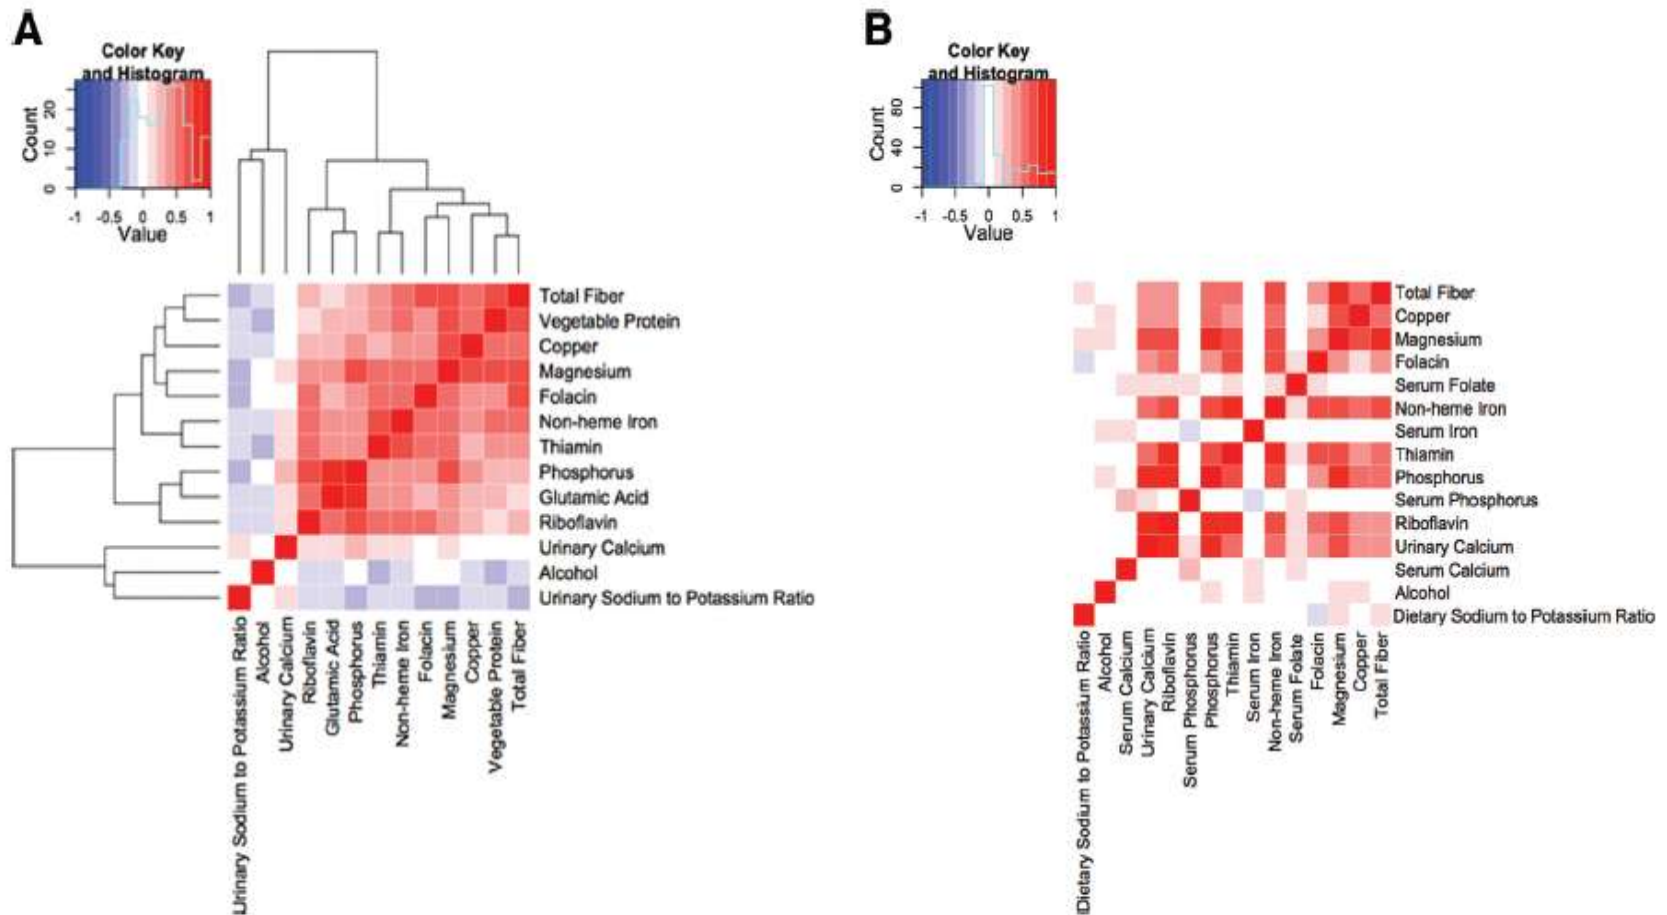 A
Color Key
and Histogram
Count
0 10 20
-1 -0.5 0 0.5 1
Value
Total Fiber
Vegetable Protein
Copper
Magnesium
Folacin
Non-heme Iron
Thiamin
Phosphorus
Glutamic Acid
Riboflavin
Urinary Calcium
Alcohol
Urinary Sodium to Potassium Ratio
Urinary Sodium to Potassium Ratio
Alcohol
Urinary Calcium
Riboflavin
Glutamic Acid
Phosphorus
Thiamin
Non-heme Iron
Folacin
Magnesium
Copper
Vegetable Protein
Total Fiber
B
Color Key
and Histogram
Count
0 40 80
-1 -0.5 0 0.5 1
Value
Total Fiber
Copper
Magnesium
Folacin
Serum Folate
Non-heme Iron
Serum Iron
Thiamin
Phosphorus
Serum Phosphorus
Riboflavin
Urinary Calcium
Serum Calcium
Alcohol
Dietary Sodium to Potassium Ratio
Dietary Sodium to Potassium Ratio
Alcohol
Serum Calcium
Urinary Calcium
Riboflavin
Serum Phosphorus
Phosphorus
Thiamin
Serum Iron
Non-heme Iron
Serum Folate
Folacin
Magnesium
Copper
Total Fiber